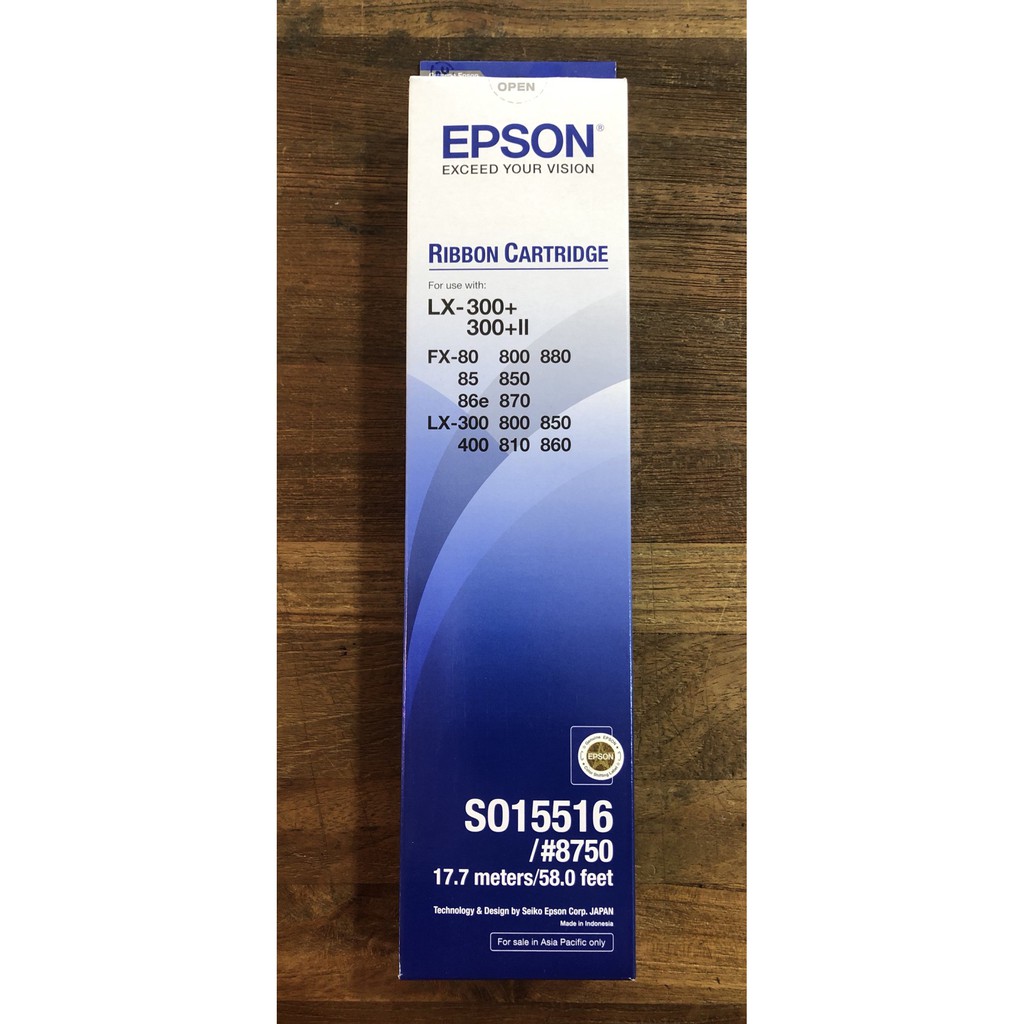 OPEN
EPSON®
EXCEED YOUR VISION
RIBBON CARTRIDGE
For use with:
LX-300+
300+II
FX-80 800 880
85 850
86e 870
LX-300 800 850
400 810 860
Genuine EPSON
EPSON
S015516
/#8750
17.7 meters/58.0 feet
Technology & Design by Seiko Epson Corp. JAPAN
Made in Indonesia
For sale in Asia Pacific only